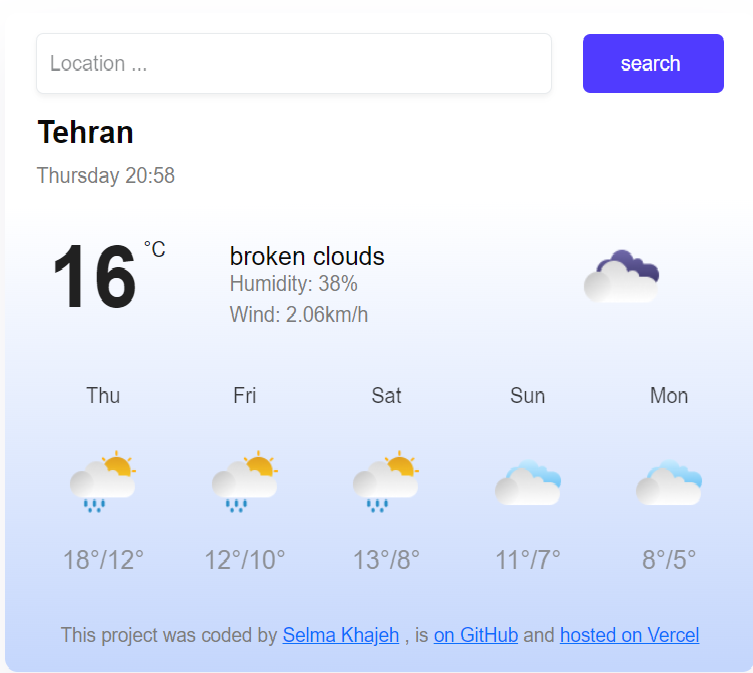 Location ...
search
Tehran
Thursday 20:58
16 °C
broken clouds
Humidity: 38%
Wind: 2.06km/h
Thu Fri Sat Sun Mon
18°/12° 12°/10° 13°/8° 11°/7° 8°/5°
This project was coded by Selma Khajeh , is on GitHub and hosted on Vercel